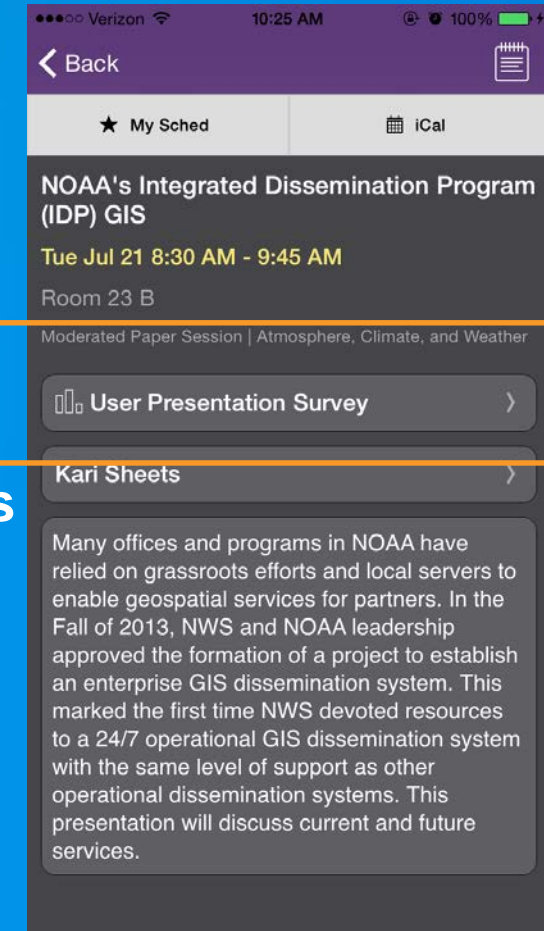 Verizon 10:25 AM 100%
Back
My Sched iCal
NOAA's Integrated Dissemination Program
(IDP) GIS
Tue Jul 21 8:30 AM - 9:45 AM
Room 23 B
Moderated Paper Session | Atmosphere, Climate, and Weather
User Presentation Survey
Kari Sheets
s
Many offices and programs in NOAA have
relied on grassroots efforts and local servers to
enable geospatial services for partners. In the
Fall of 2013, NWS and NOAA leadership
approved the formation of a project to establish
an enterprise GIS dissemination system. This
marked the first time NWS devoted resources
to a 24/7 operational GIS dissemination system
with the same level of support as other
operational dissemination systems. This
presentation will discuss current and future
services.